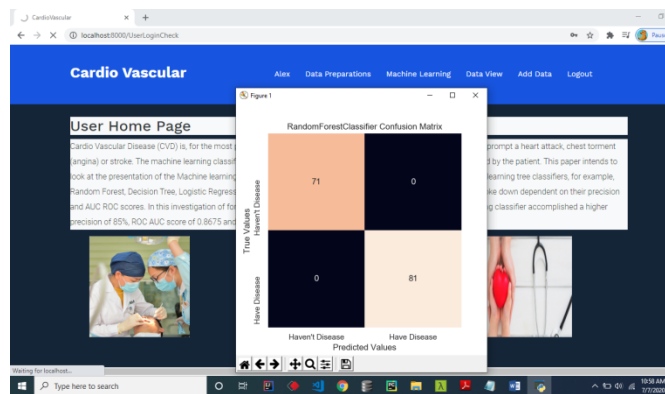 CardioVascular
localhost:8000/UserLoginCheck
Cardio Vascular
Alex Data Preparations Machine Learning Data View Add Data Logout
Figure 1
User Home Page
Cardio Vascular Disease (CVD) is, for the most
prompt a heart attack, chest torment
(angina) or stroke. The machine learning classif
d by the patient. This paper intends to
look at the presentation of the Machine learning
learning tree classifiers, for example,
Random Forest, Decision Tree, Logistic Regress
ke down dependent on their precision
and AUC ROC scores. In this investigation of
g classifier accomplished a higher
precision of 85%, ROC AUC score of 0.8675 and
RandomForestClassifier Confusion Matrix
71 0
0 81
True Values
Haven't Disease
Have Disease
Haven't Disease Have Disease
Predicted Values
Waiting for localhost...
Type here to search
10:58 AM
7/7/2020